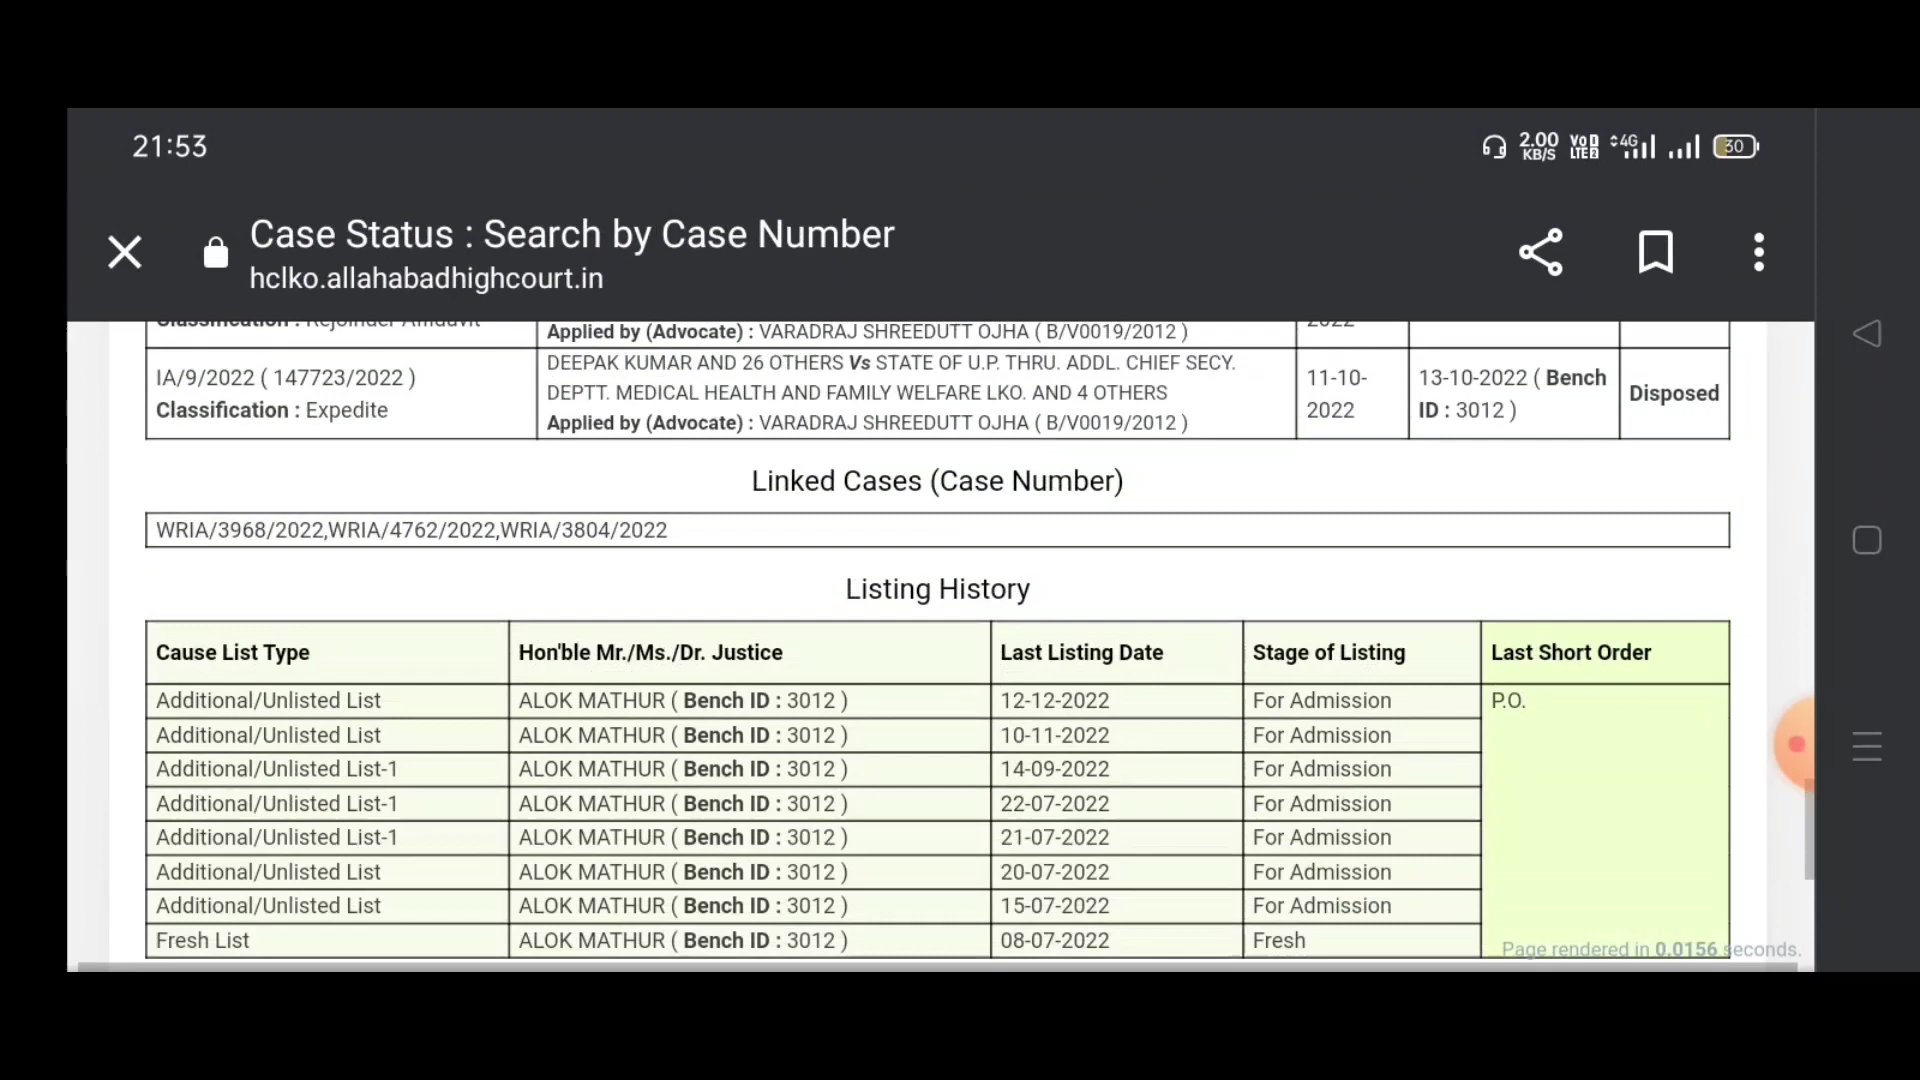 21:53
2.00 KB/S VoLTE 2 4G 30
Case Status : Search by Case Number
hclko.allahabadhighcourt.in
Classification : Rejoinder Affidavit
Applied by (Advocate) : VARADRAJ SHREEDUTT OJHA ( B/V0019/2012 )
2022
IA/9/2022 ( 147723/2022 )
Classification : Expedite
DEEPAK KUMAR AND 26 OTHERS Vs STATE OF U.P. THRU. ADDL. CHIEF SECY.
DEPTT. MEDICAL HEALTH AND FAMILY WELFARE LKO. AND 4 OTHERS
Applied by (Advocate) : VARADRAJ SHREEDUTT OJHA ( B/V0019/2012 )
11-10-
2022
13-10-2022 ( Bench
ID : 3012 )
Disposed
Linked Cases (Case Number)
WRIA/3968/2022,WRIA/4762/2022,WRIA/3804/2022
Listing History
Cause List Type Hon'ble Mr./Ms./Dr. Justice Last Listing Date Stage of Listing Last Short Order
Additional/Unlisted List ALOK MATHUR ( Bench ID : 3012 ) 12-12-2022 For Admission P.O.
Additional/Unlisted List ALOK MATHUR ( Bench ID : 3012 ) 10-11-2022 For Admission
Additional/Unlisted List-1 ALOK MATHUR ( Bench ID : 3012 ) 14-09-2022 For Admission
Additional/Unlisted List-1 ALOK MATHUR ( Bench ID : 3012 ) 22-07-2022 For Admission
Additional/Unlisted List-1 ALOK MATHUR ( Bench ID : 3012 ) 21-07-2022 For Admission
Additional/Unlisted List ALOK MATHUR ( Bench ID : 3012 ) 20-07-2022 For Admission
Additional/Unlisted List ALOK MATHUR ( Bench ID : 3012 ) 15-07-2022 For Admission
Fresh List ALOK MATHUR ( Bench ID : 3012 ) 08-07-2022 Fresh
Page rendered in 0.0156 seconds.